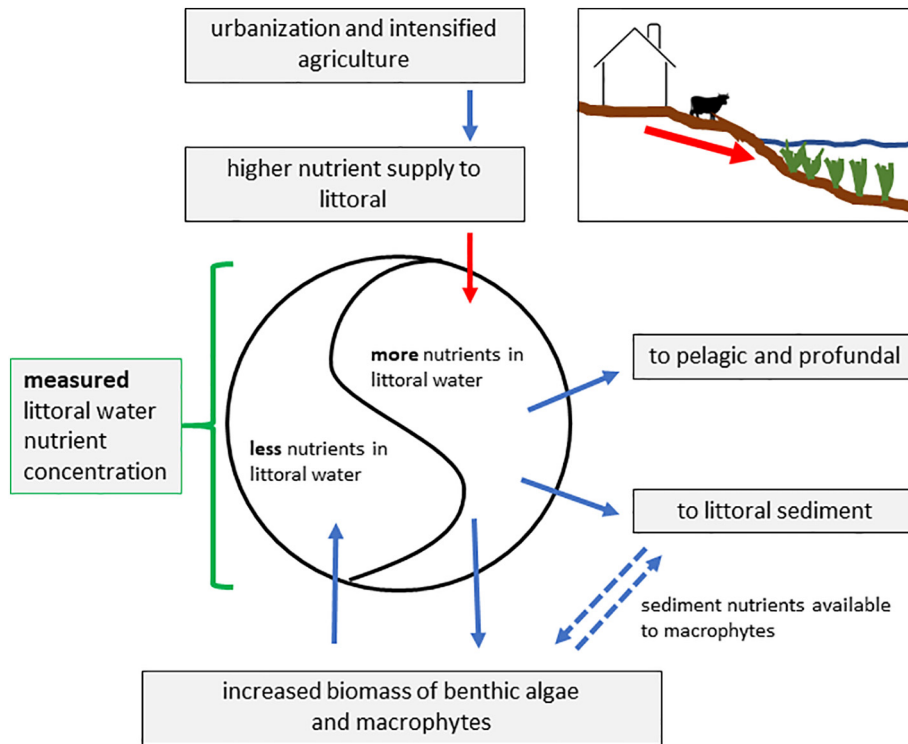 urbanization and intensified
agriculture
higher nutrient supply to
littoral
more nutrients in
littoral water
to pelagic and profundal
measured
littoral water
nutrient
concentration
less nutrients in
littoral water
to littoral sediment
sediment nutrients available
to macrophytes
increased biomass of benthic algae
and macrophytes